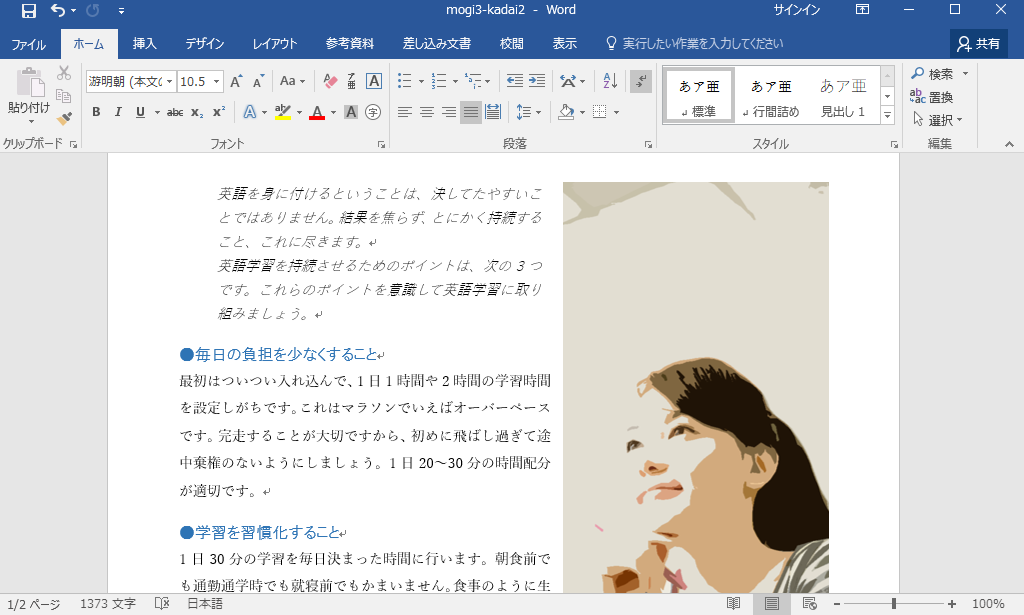 mogi3-kadai2 - Word
サインイン
ファイル ホーム 挿入 デザイン レイアウト 参考資料 差し込み文書 校閲 表示 実行したい作業を入力してください 共有
貼り付け
游明朝 (本文の 10.5
Aa
B I U abc x₂ x²
あア亜 あア亜 あア亜
↲標準 ↲行間詰め 見出し 1
検索
置換
選択
クリップボード フォント 段落 スタイル 編集
英語を身に付けるということは、決してたやすいこ
とではありません。結果を焦らず、とにかく持続する
こと、これに尽きます。↲
英語学習を持続させるためのポイントは、次の 3 つ
です。これらのポイントを意識して英語学習に取り
組みましょう。↲
●毎日の負担を少なくすること↲
最初はついつい入れ込んで、1 日 1 時間や 2 時間の学習時間
を設定しがちです。これはマラソンでいえばオーバーペース
です。完走することが大切ですから、初めに飛ばし過ぎて途
中棄権のないようにしましょう。1 日 20～30 分の時間配分
が適切です。↲
●学習を習慣化すること↲
1 日 30 分の学習を毎日決まった時間に行います。朝食前で
も通勤通学時でも就寝前でもかまいません。食事のように生
1/2 ページ 1373 文字 日本語 100%